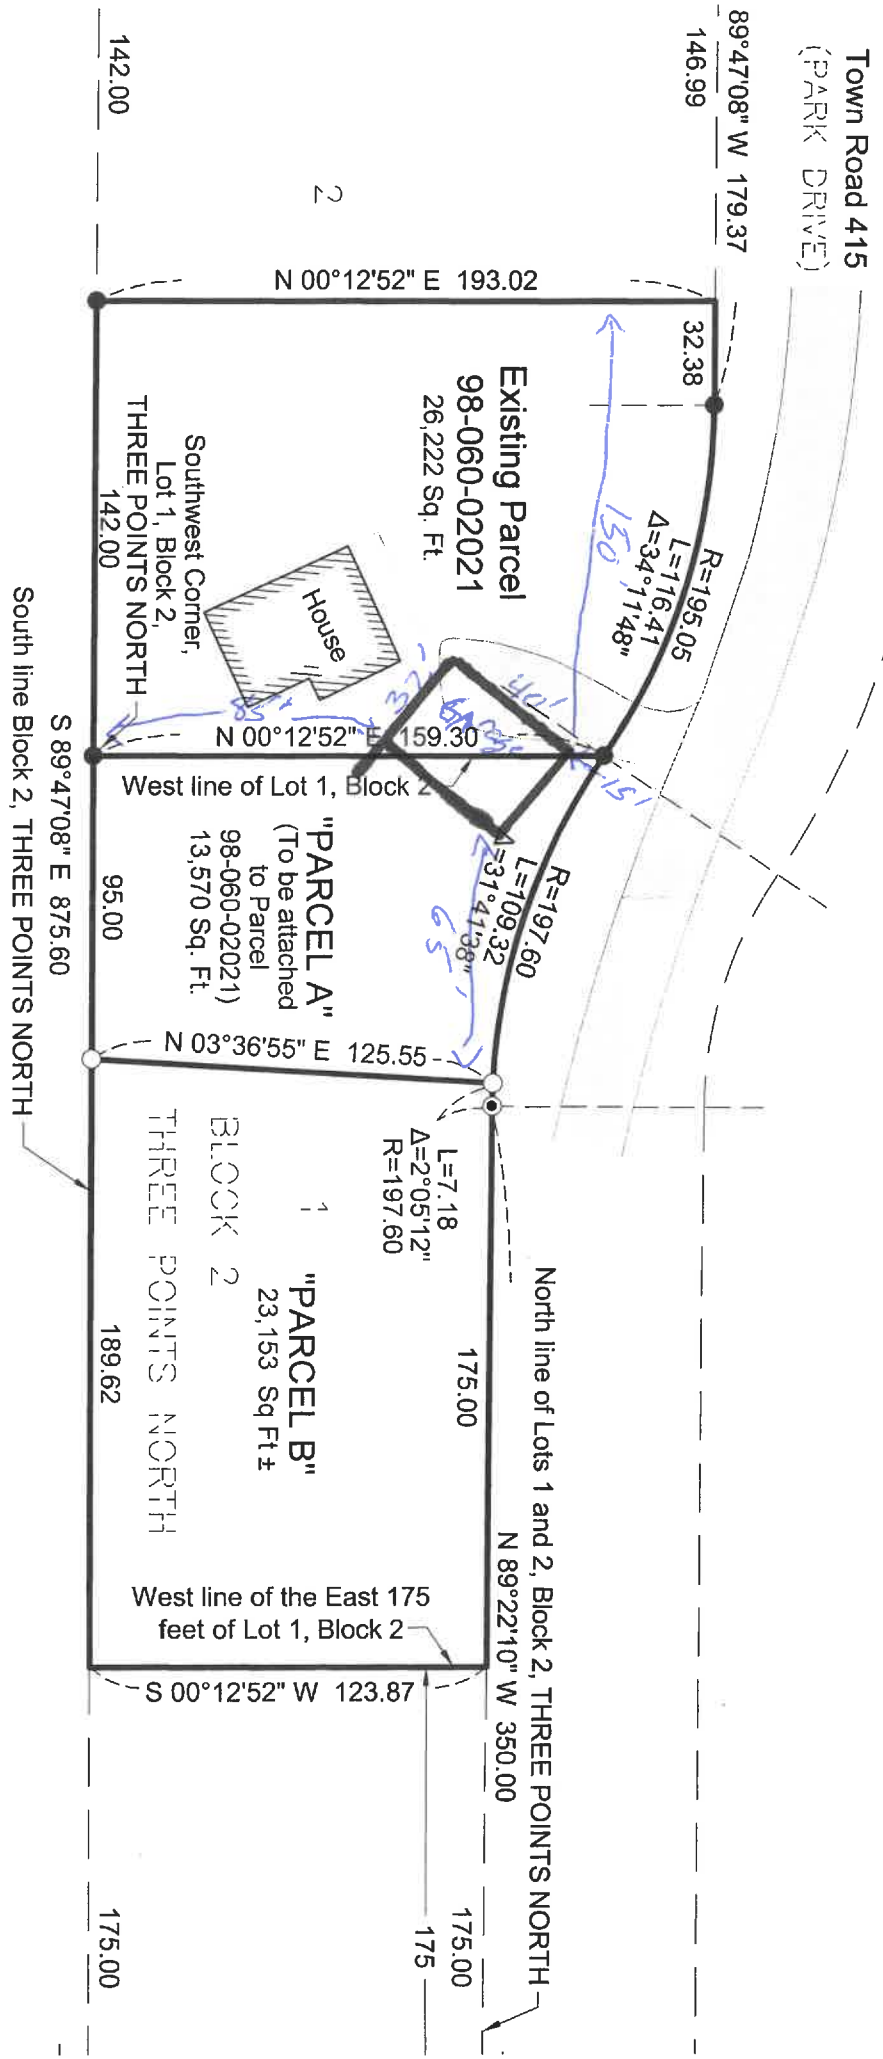 Town Road 415
(PARK DRIVE)
89°47'08" W 179.37
146.99
32.38
R=195.05
L=116.41
Δ=34°11'48"
150'
2
N 00°12'52" E 193.02
142.00
Existing Parcel
98-060-02021
26,222 Sq. Ft.
House
Southwest Corner,
Lot 1, Block 2,
THREE POINTS NORTH
142.00
40'
32'
85'
15'
N 00°12'52" E 159.30
West line of Lot 1, Block 2
R=197.60
L=109.32
Δ=31°41'38"
65'
"PARCEL A"
(To be attached
to Parcel
98-060-02021)
13,570 Sq. Ft.
95.00
S 89°47'08" E 875.60
South line Block 2, THREE POINTS NORTH
N 03°36'55" E 125.55
L=7.18
Δ=2°05'12"
R=197.60
1
BLOCK 2
THREE POINTS NORTH
"PARCEL B"
23,153 Sq Ft±
175.00
189.62
North line of Lots 1 and 2, Block 2, THREE POINTS NORTH
N 89°22'10" W 350.00
West line of the East 175
feet of Lot 1, Block 2
S 00°12'52" W 123.87
175.00
175
175.00